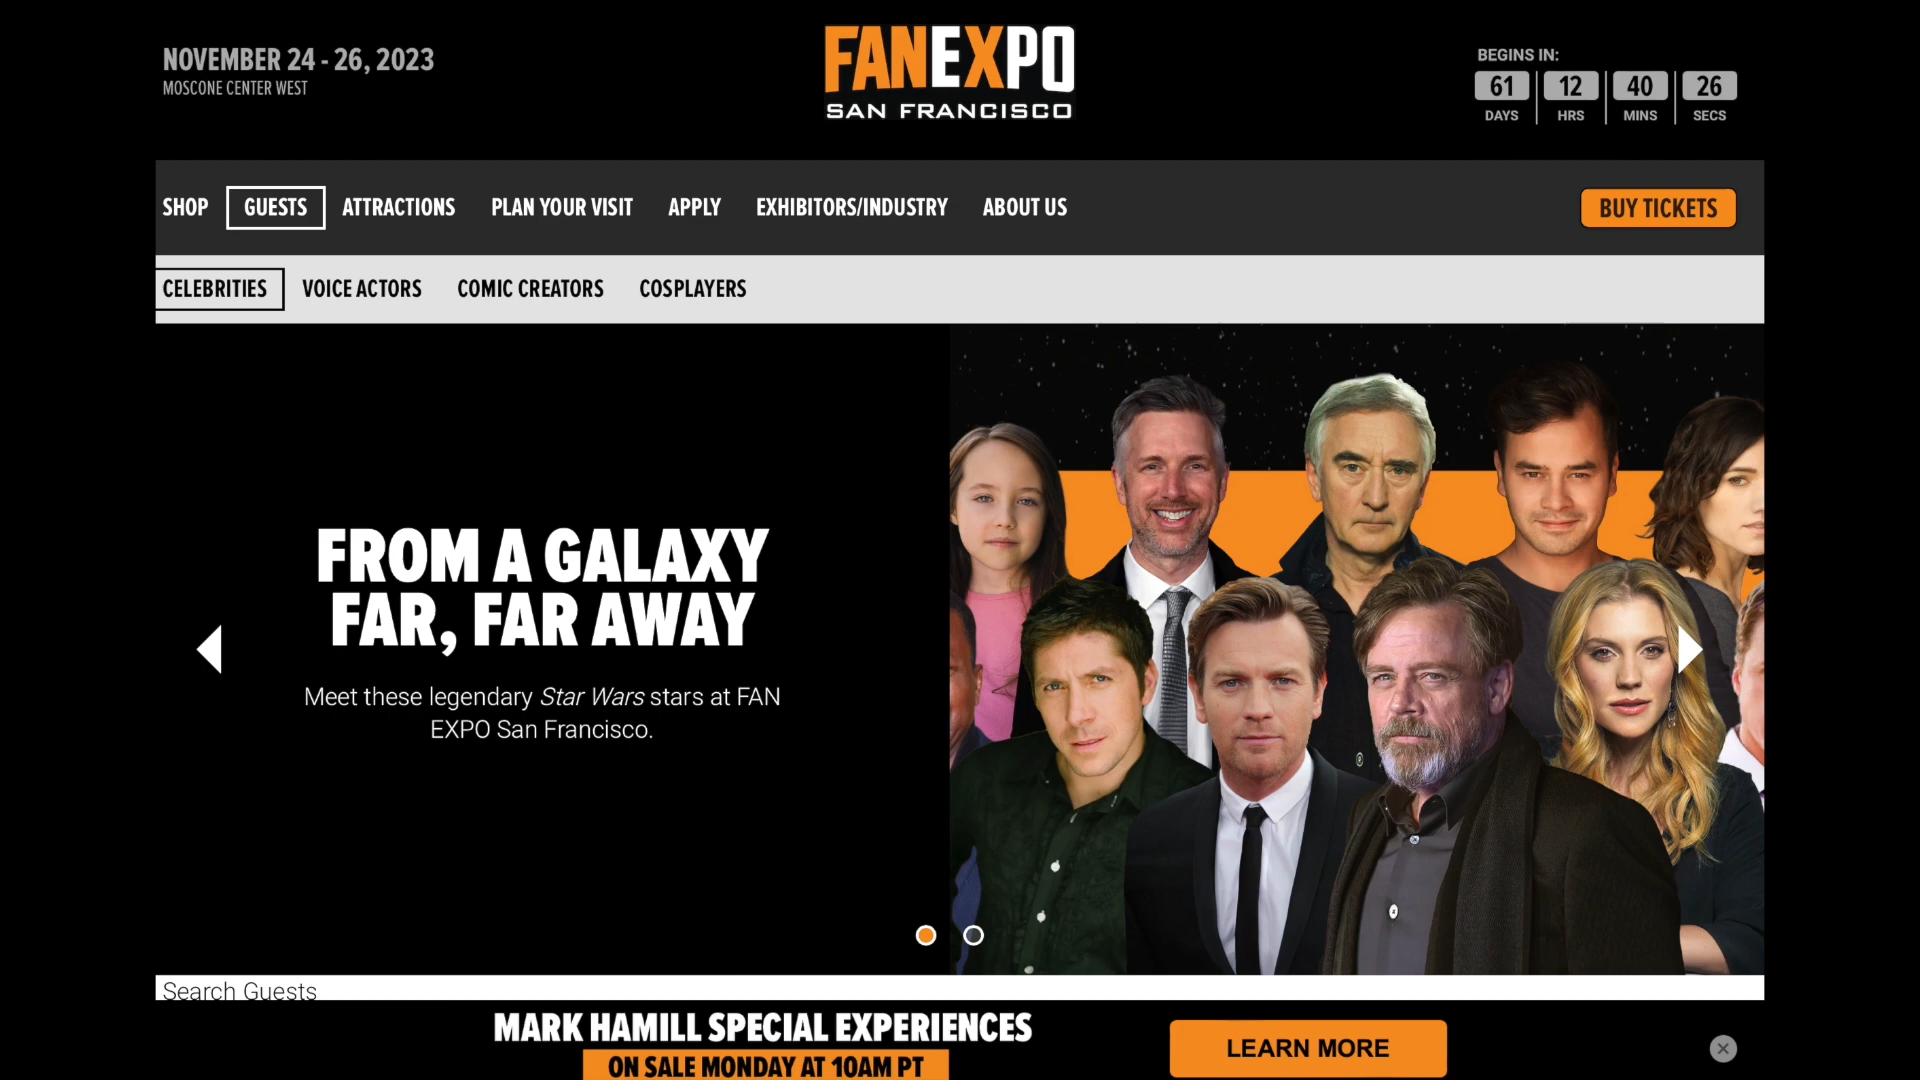 NOVEMBER 24 - 26, 2023
MOSCONE CENTER WEST
FANEXPO
SAN FRANCISCO
BEGINS IN:
61 12 40 26
DAYS HRS MINS SECS
SHOP GUESTS ATTRACTIONS PLAN YOUR VISIT APPLY EXHIBITORS/INDUSTRY ABOUT US BUY TICKETS
CELEBRITIES VOICE ACTORS COMIC CREATORS COSPLAYERS
FROM A GALAXY
FAR, FAR AWAY
Meet these legendary Star Wars stars at FAN
EXPO San Francisco.
Search Guests
MARK HAMILL SPECIAL EXPERIENCES
ON SALE MONDAY AT 10AM PT
LEARN MORE